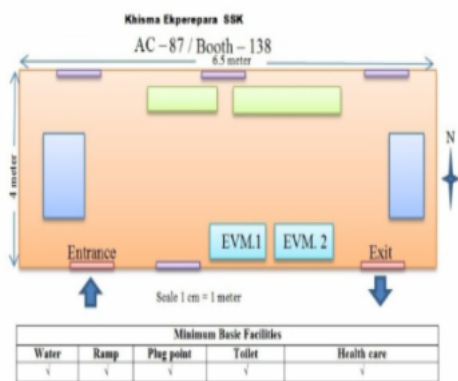 Khisma Ekperepara SSK
AC – 87 / Booth – 138
6.5 meter
4 meter
N
EVM.1 EVM. 2
Entrance Exit
Scale 1 cm = 1 meter
Minimum Basic Facilities
Water Ramp Plug point Toilet Health care
√ √ √ √ √